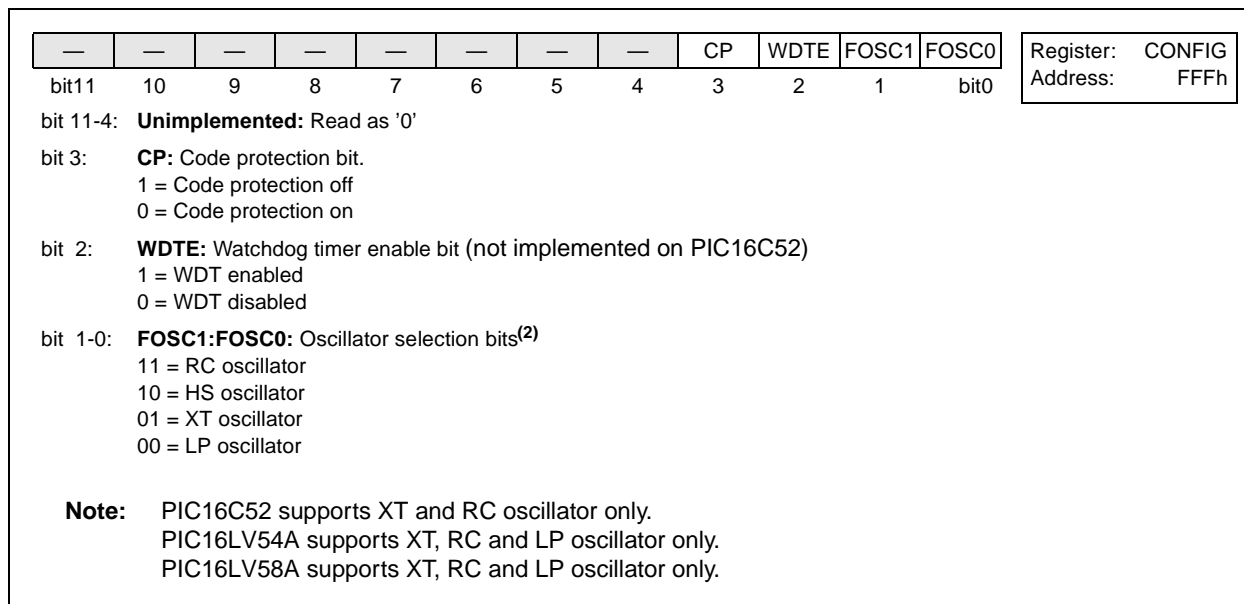 — — — — — — — — CP WDTE FOSC1 FOSC0
bit11 10 9 8 7 6 5 4 3 2 1 bit0
Register: CONFIG
Address: FFFh
bit 11-4: Unimplemented: Read as '0'
bit 3: CP: Code protection bit.
1 = Code protection off
0 = Code protection on
bit 2: WDTE: Watchdog timer enable bit (not implemented on PIC16C52)
1 = WDT enabled
0 = WDT disabled
bit 1-0: FOSC1:FOSC0: Oscillator selection bits(2)
11 = RC oscillator
10 = HS oscillator
01 = XT oscillator
00 = LP oscillator
Note: PIC16C52 supports XT and RC oscillator only.
PIC16LV54A supports XT, RC and LP oscillator only.
PIC16LV58A supports XT, RC and LP oscillator only.